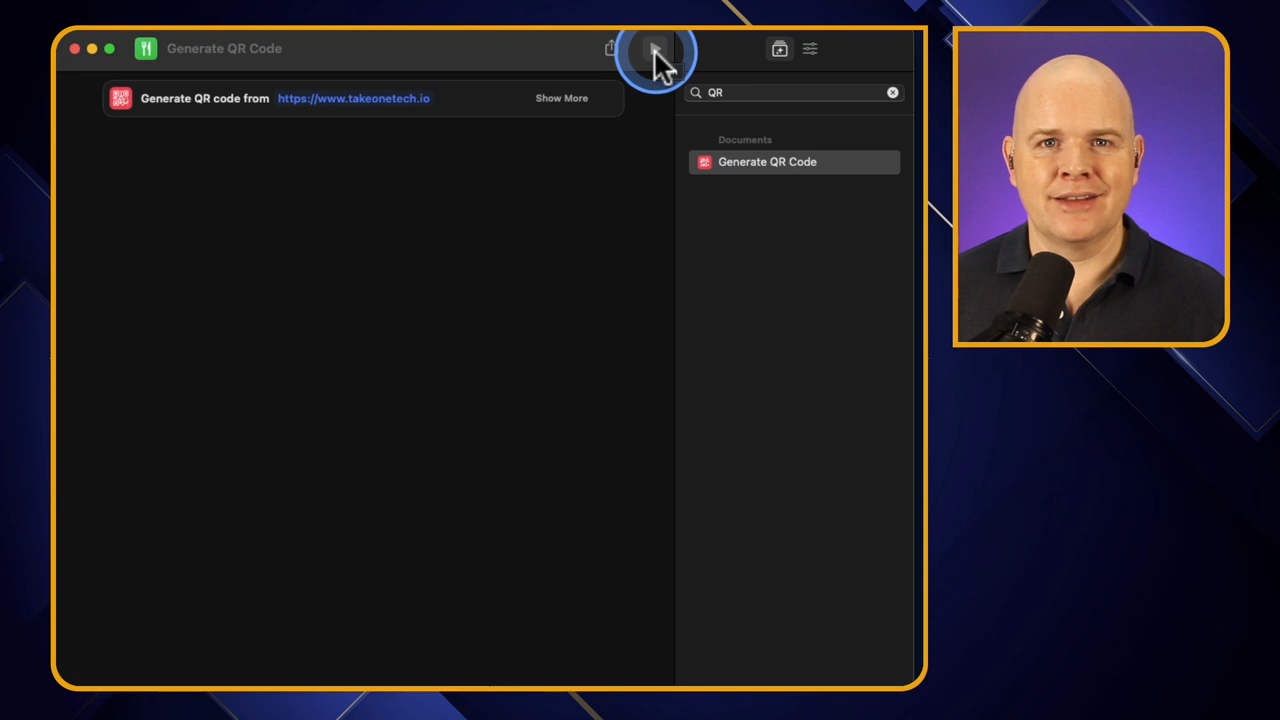 Generate QR Code
Generate QR code from https://www.takeonetech.io Show More
QR
Documents
Generate QR Code